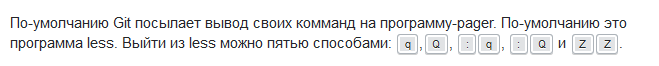 По-умолчанию Git посылает вывод своих комманд на программу-pager. По-умолчанию это
программа less. Выйти из less можно пятью способами: q, Q, : q, : Q и Z Z.